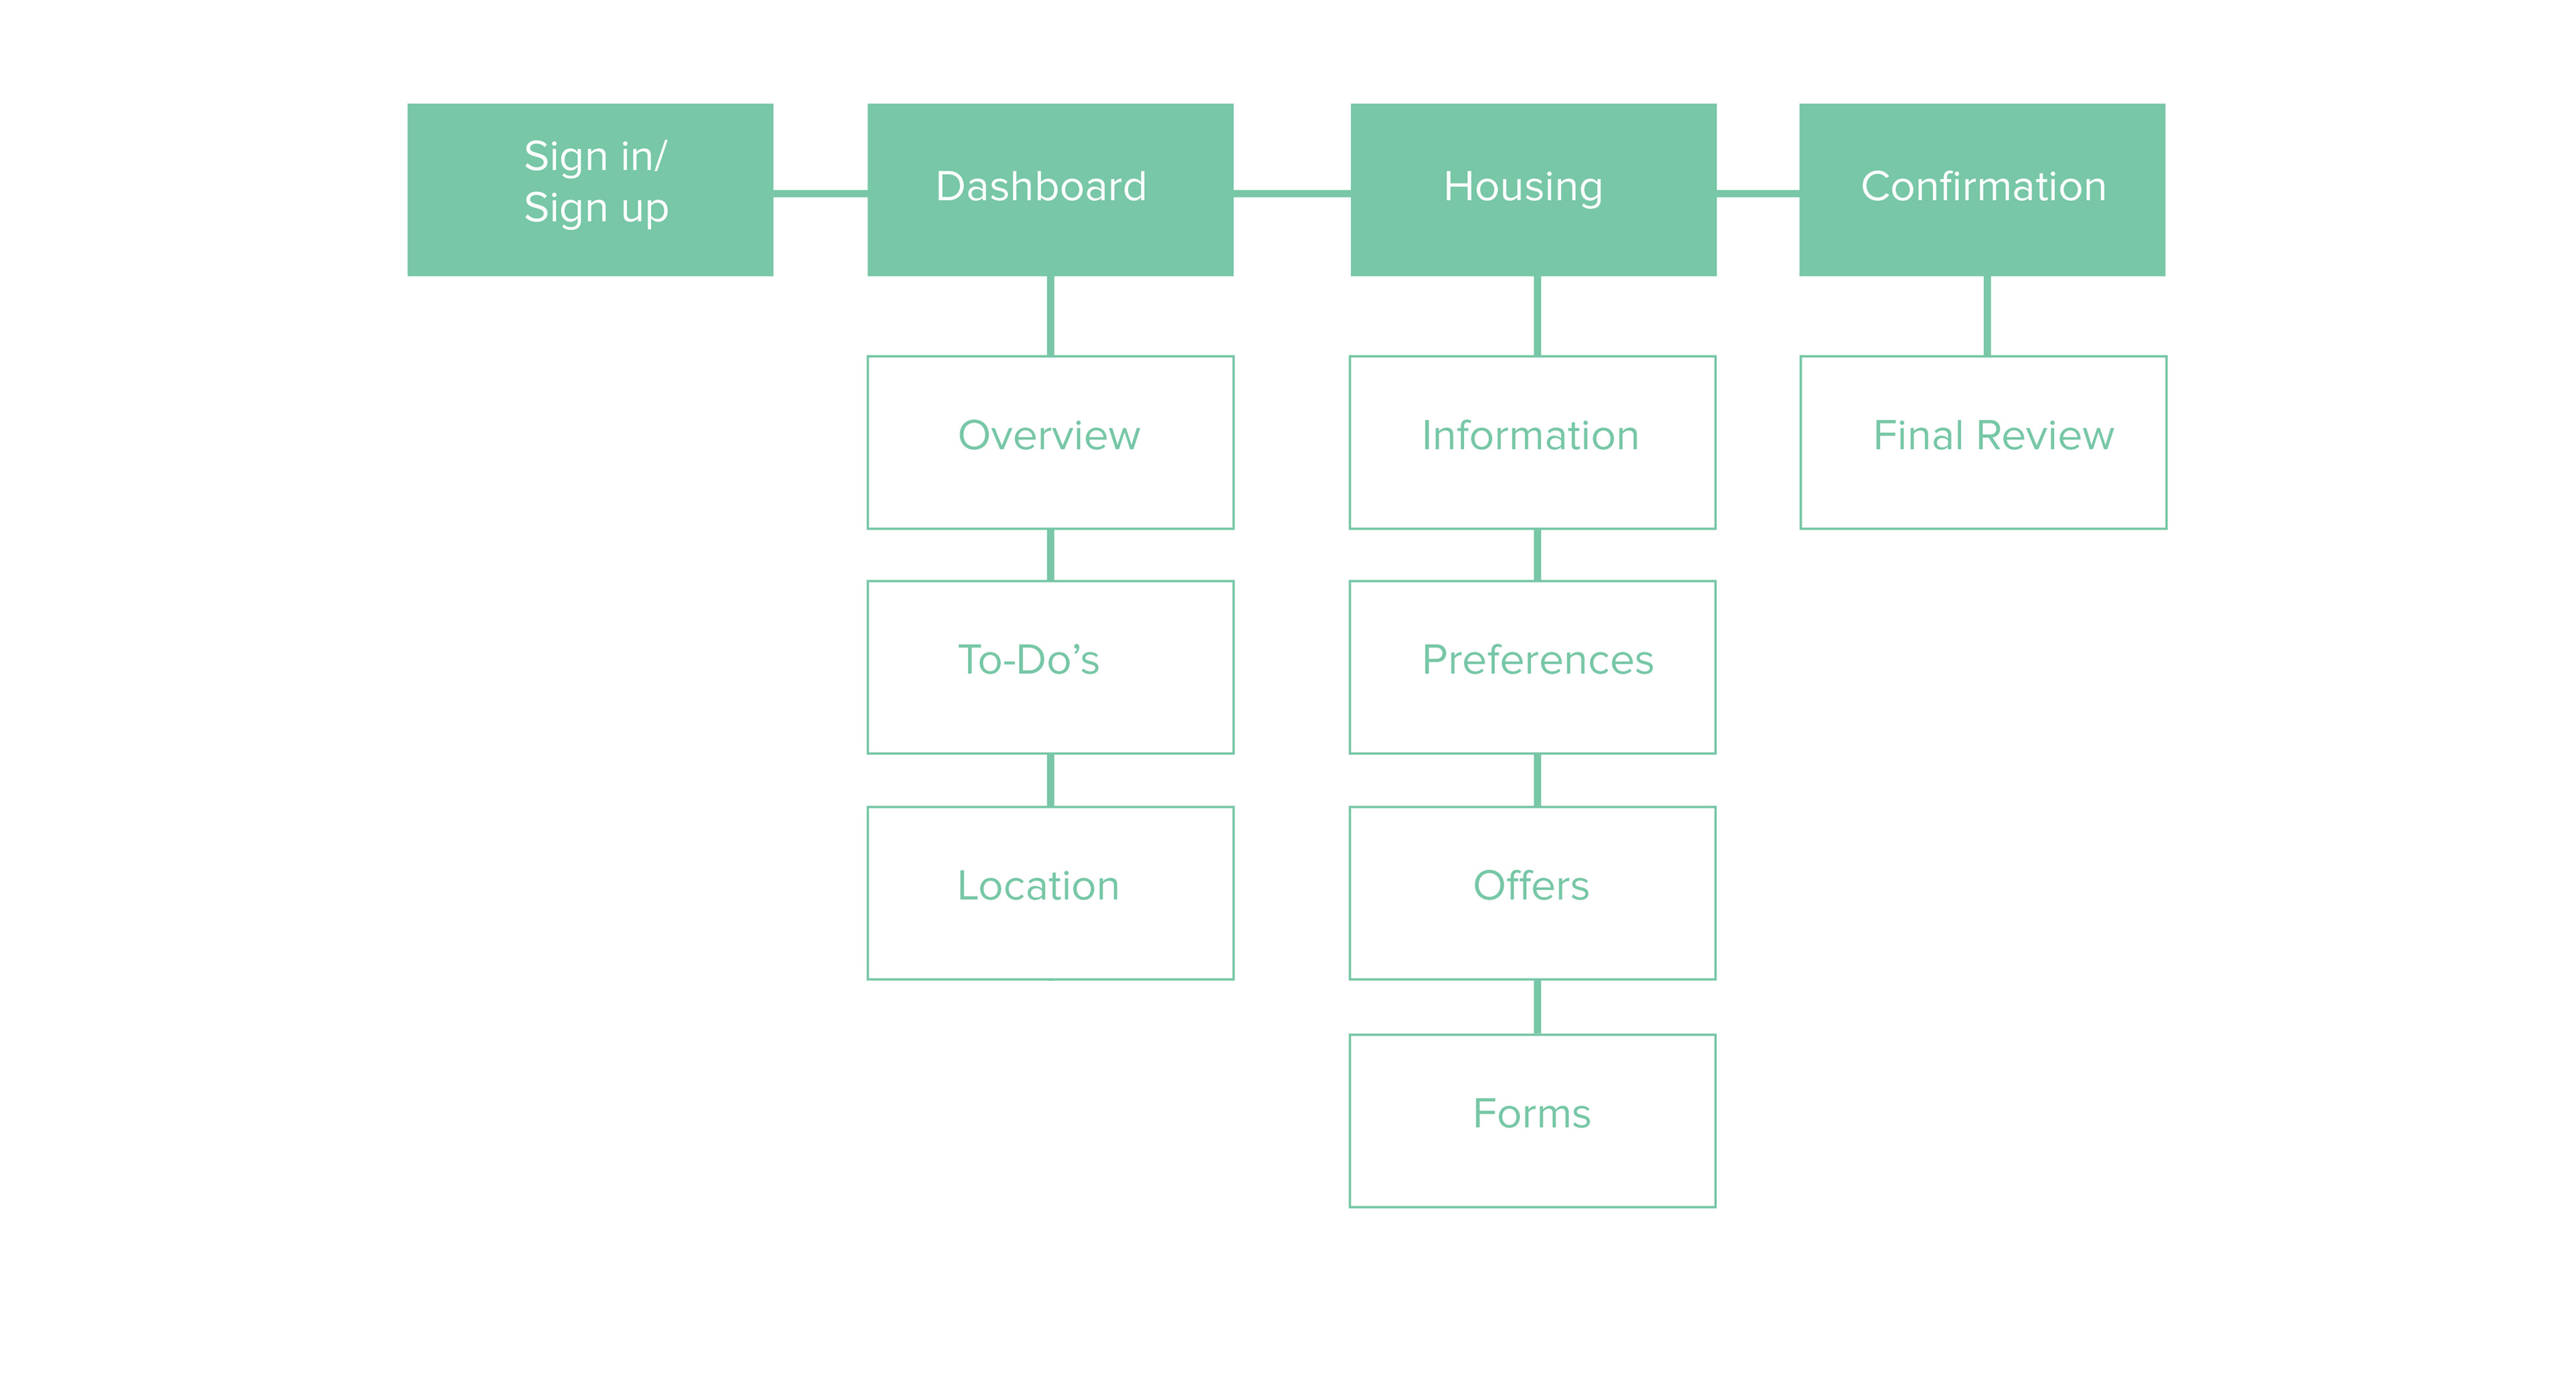 Sign in/
Sign up
Dashboard
Housing
Confirmation
Overview
Information
Final Review
To-Do’s
Preferences
Location
Offers
Forms